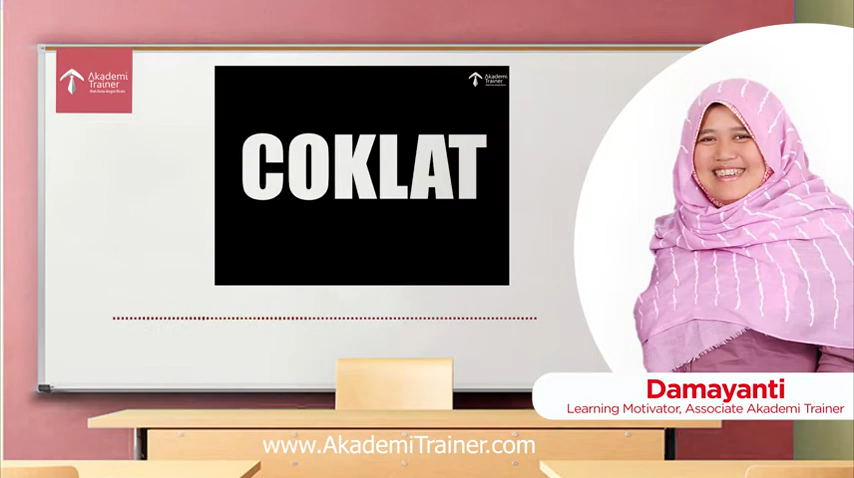 Akademi
Trainer
Akademi
Trainer
COKLAT
Damayanti
Learning Motivator, Associate Akademi Trainer
www.AkademiTrainer.com